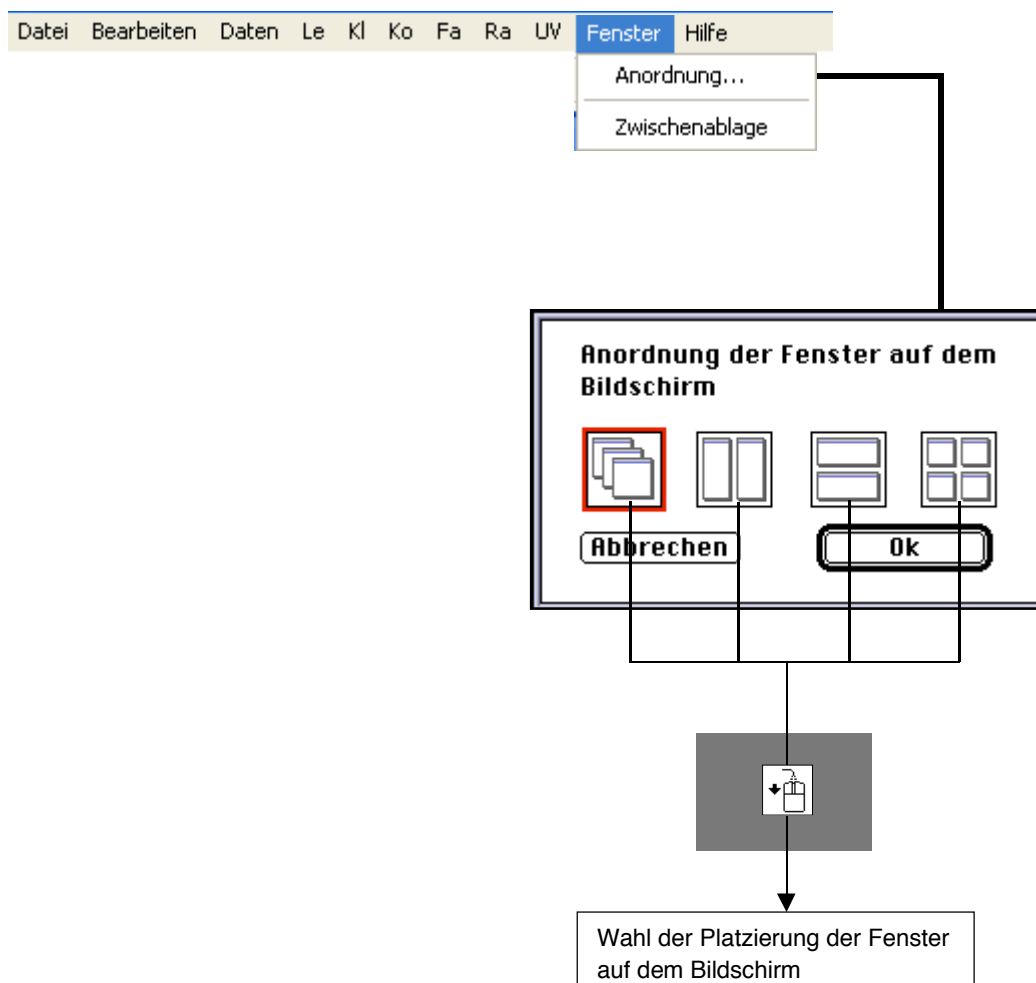 Datei Bearbeiten Daten Le Kl Ko Fa Ra UV Fenster Hilfe
Anordnung...
Zwischenablage
Anordnung der Fenster auf dem
Bildschirm
Abbrechen Ok
Wahl der Platzierung der Fenster
auf dem Bildschirm